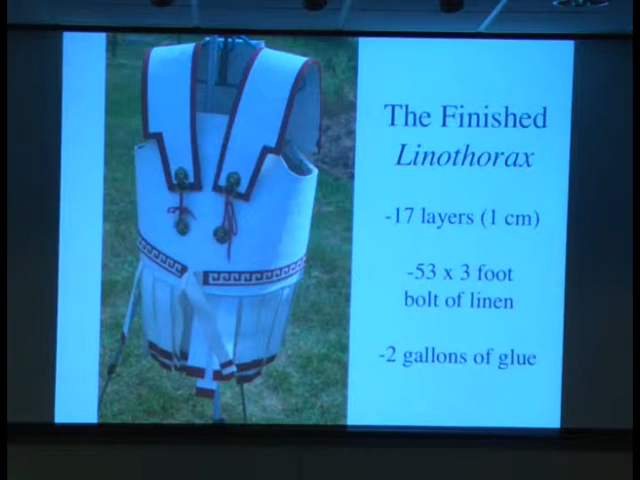 The Finished
Linothorax
-17 layers (1 cm)
-53 x 3 foot
bolt of linen
-2 gallons of glue